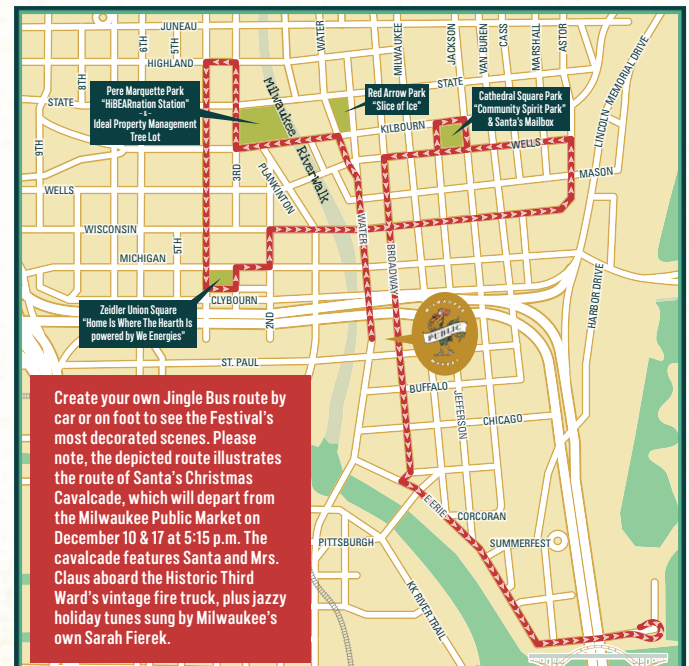 JUNEAU
6TH
5TH
WATER
MILWAUKEE
JACKSON
VAN BUREN
CASS
MARSHALL
ASTOR
HIGHLAND
8TH
STATE
STATE
LINCOLN MEMORIAL DRIVE
Pere Marquette Park
"HiBEARnation Station"
-&-
Ideal Property Management
Tree Lot
Milwaukee Riverwalk
Red Arrow Park
"Slice of Ice"
Cathedral Square Park
"Community Spirit Park"
& Santa's Mailbox
KILBOURN
WELLS
9TH
3RD
PLANKINTON
MASON
WELLS
WISCONSIN
5TH
MICHIGAN
WATER
BROADWAY
HARBOR DRIVE
CLYBOURN
2ND
Zeidler Union Square
"Home Is Where The Hearth Is
powered by We Energies"
PUBLIC
ST. PAUL
BUFFALO
JEFFERSON
CHICAGO
Create your own Jingle Bus route by
car or on foot to see the Festival's
most decorated scenes. Please
note, the depicted route illustrates
the route of Santa's Christmas
Cavalcade, which will depart from
the Milwaukee Public Market on
December 10 & 17 at 5:15 p.m. The
cavalcade features Santa and Mrs.
Claus aboard the Historic Third
Ward's vintage fire truck, plus jazzy
holiday tunes sung by Milwaukee's
own Sarah Fierek.
E ERIE
CORCORAN
PITTSBURGH
SUMMERFEST
KK RIVER TRAIL